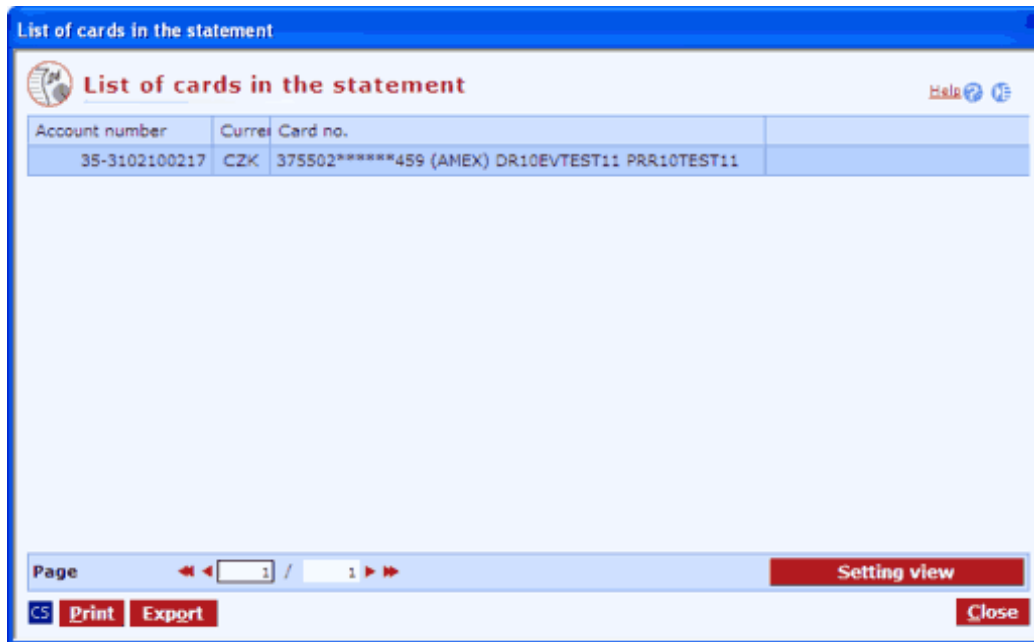 List of cards in the statement
List of cards in the statement
Help
Account number Curre Card no.
35-3102100217 CZK 375502******459 (AMEX) DR10EVTEST11 PRR10TEST11
Page 1 / 1 Setting view
CS Print Export Close